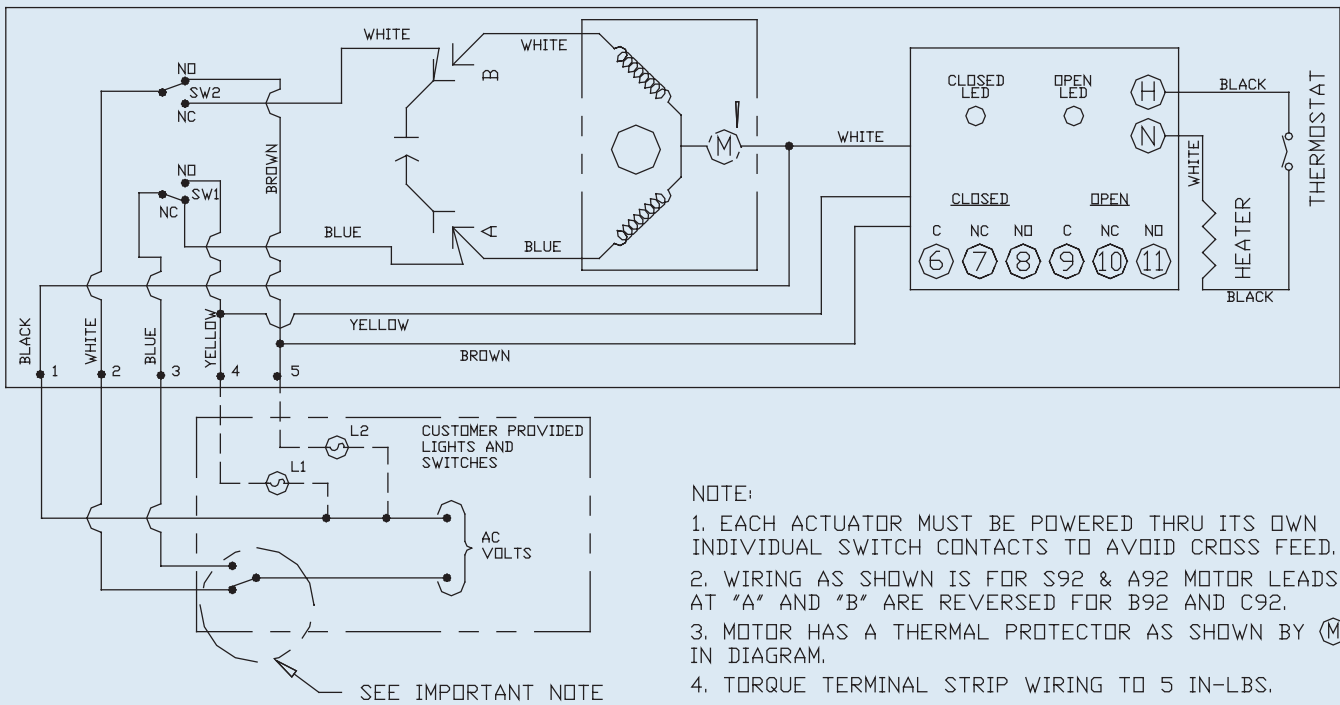 WHITE
B
WHITE
NO
SW2
NC
BROWN
NO
SW1
NC
BLUE
A
BLUE
M
WHITE
CLOSED
LED
OPEN
LED
H
N
BLACK
WHITE
THERMOSTAT
HEATER
BLACK
CLOSED
OPEN
C NC NO C NC NO
6 7 8 9 10 11
YELLOW
BROWN
BLACK
WHITE
BLUE
YELLOW
1 2 3 4 5
L2
L1
CUSTOMER PROVIDED
LIGHTS AND
SWITCHES
AC
VOLTS
SEE IMPORTANT NOTE
NOTE:
1. EACH ACTUATOR MUST BE POWERED THRU ITS OWN
INDIVIDUAL SWITCH CONTACTS TO AVOID CROSS FEED.
2. WIRING AS SHOWN IS FOR S92 & A92 MOTOR LEADS
AT "A" AND "B" ARE REVERSED FOR B92 AND C92.
3. MOTOR HAS A THERMAL PROTECTOR AS SHOWN BY M
IN DIAGRAM.
4. TORQUE TERMINAL STRIP WIRING TO 5 IN-LBS.